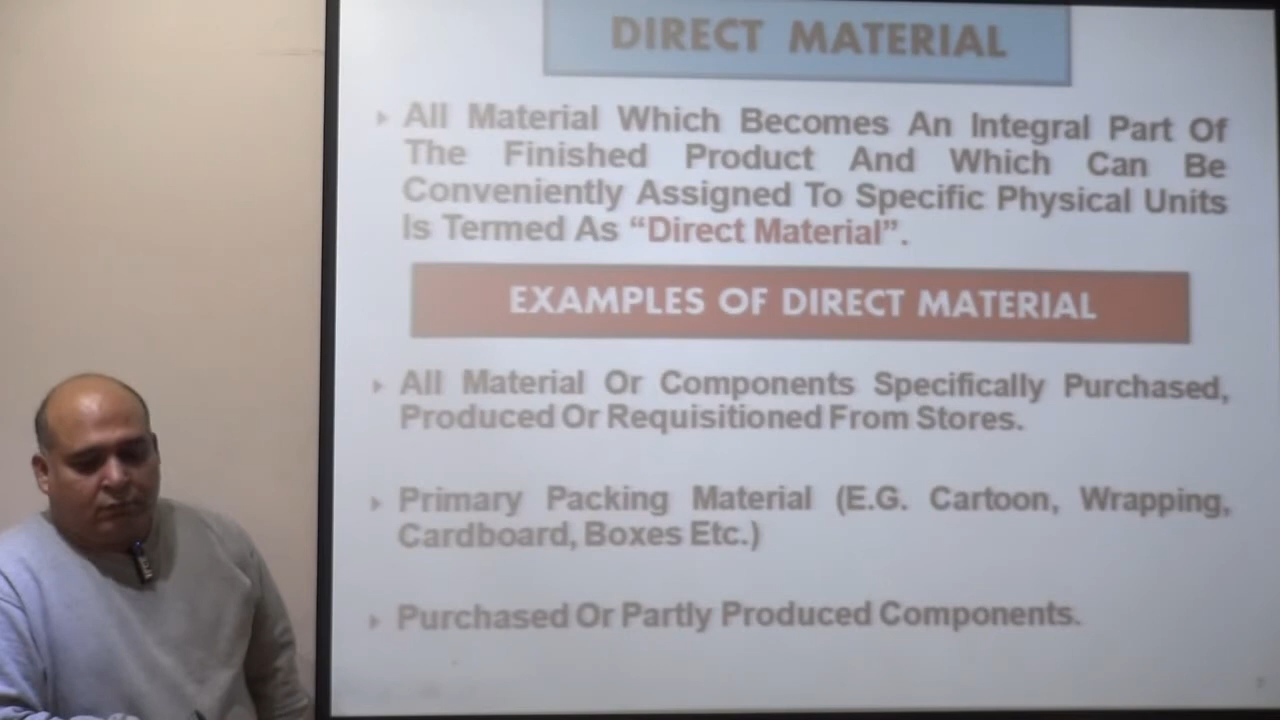 DIRECT MATERIAL
All Material Which Becomes An Integral Part Of
The Finished Product And Which Can Be
Conveniently Assigned To Specific Physical Units
Is Termed As “Direct Material”.
EXAMPLES OF DIRECT MATERIAL
All Material Or Components Specifically Purchased,
Produced Or Requisitioned From Stores.
Primary Packing Material (E.G. Cartoon, Wrapping,
Cardboard, Boxes Etc.)
Purchased Or Partly Produced Components.